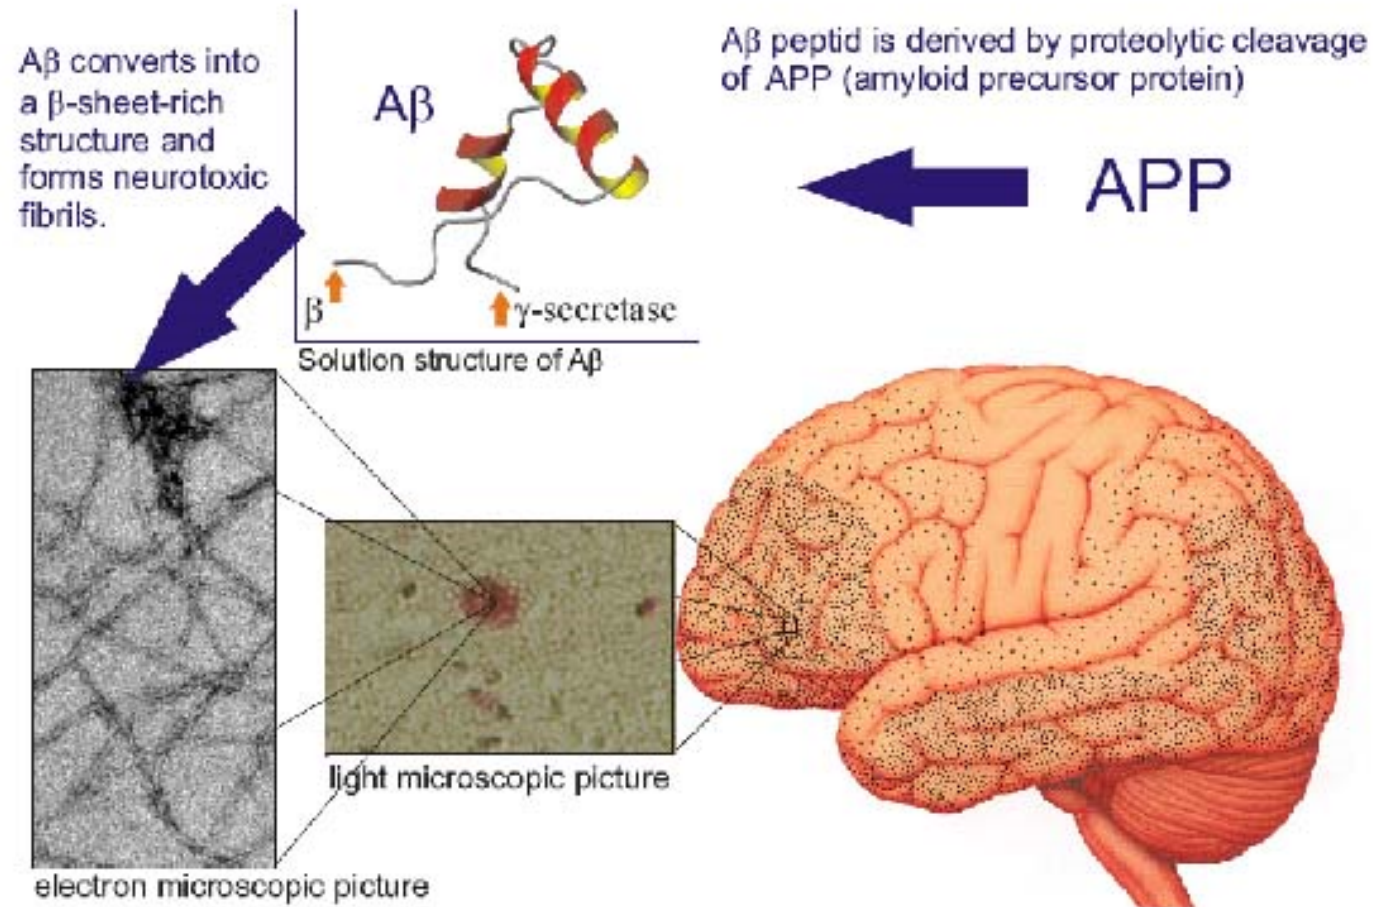 Aβ converts into
a β-sheet-rich
structure and
forms neurotoxic
fibrils.
Aβ
β
γ-secretase
Solution structure of Aβ
Aβ peptid is derived by proteolytic cleavage
of APP (amyloid precursor protein)
APP
light microscopic picture
electron microscopic picture